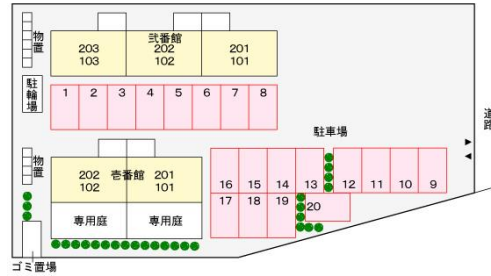 物置
弐番館
203 202 201
103 102 101
駐輪場
1 2 3 4 5 6 7 8
道路
駐車場
物置
壱番館
202 201
102 101
16 15 14 13 12 11 10 9
17 18 19 20
専用庭 専用庭
ゴミ置場